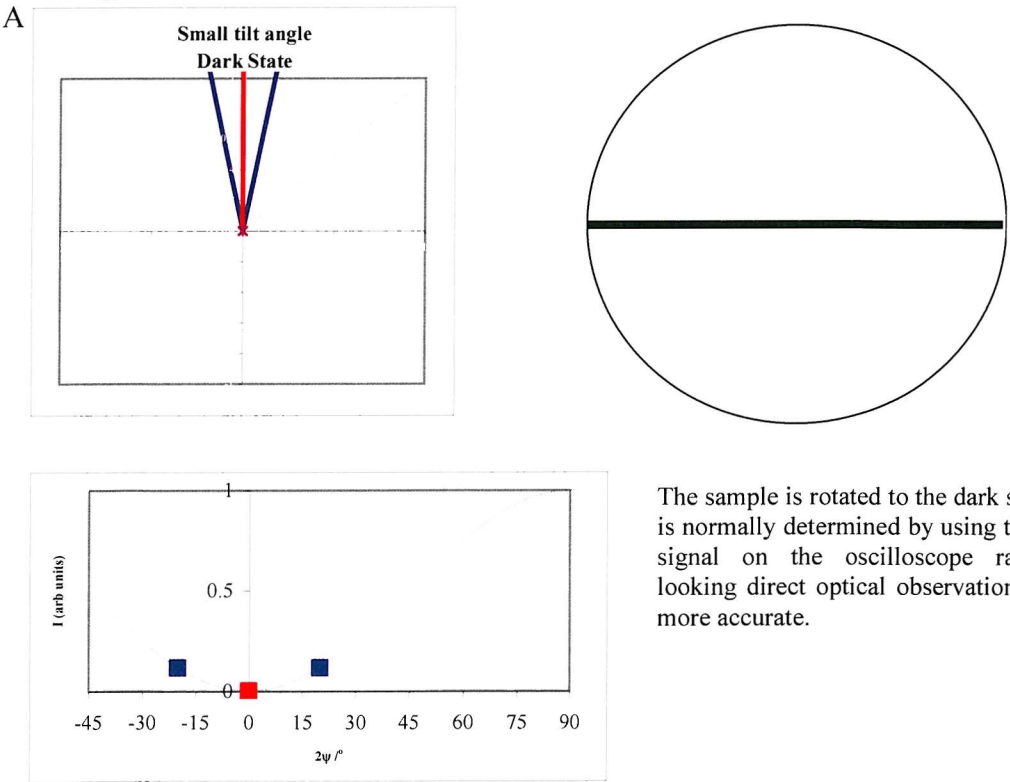 A
Small tilt angle
Dark State
1
0.5
0
I (arb units)
-45 -30 -15 0 15 30 45 60 75 90
2ψ /°
The sample is rotated to the dark
is normally determined by using
signal on the oscilloscope
looking direct optical observation
more accurate.